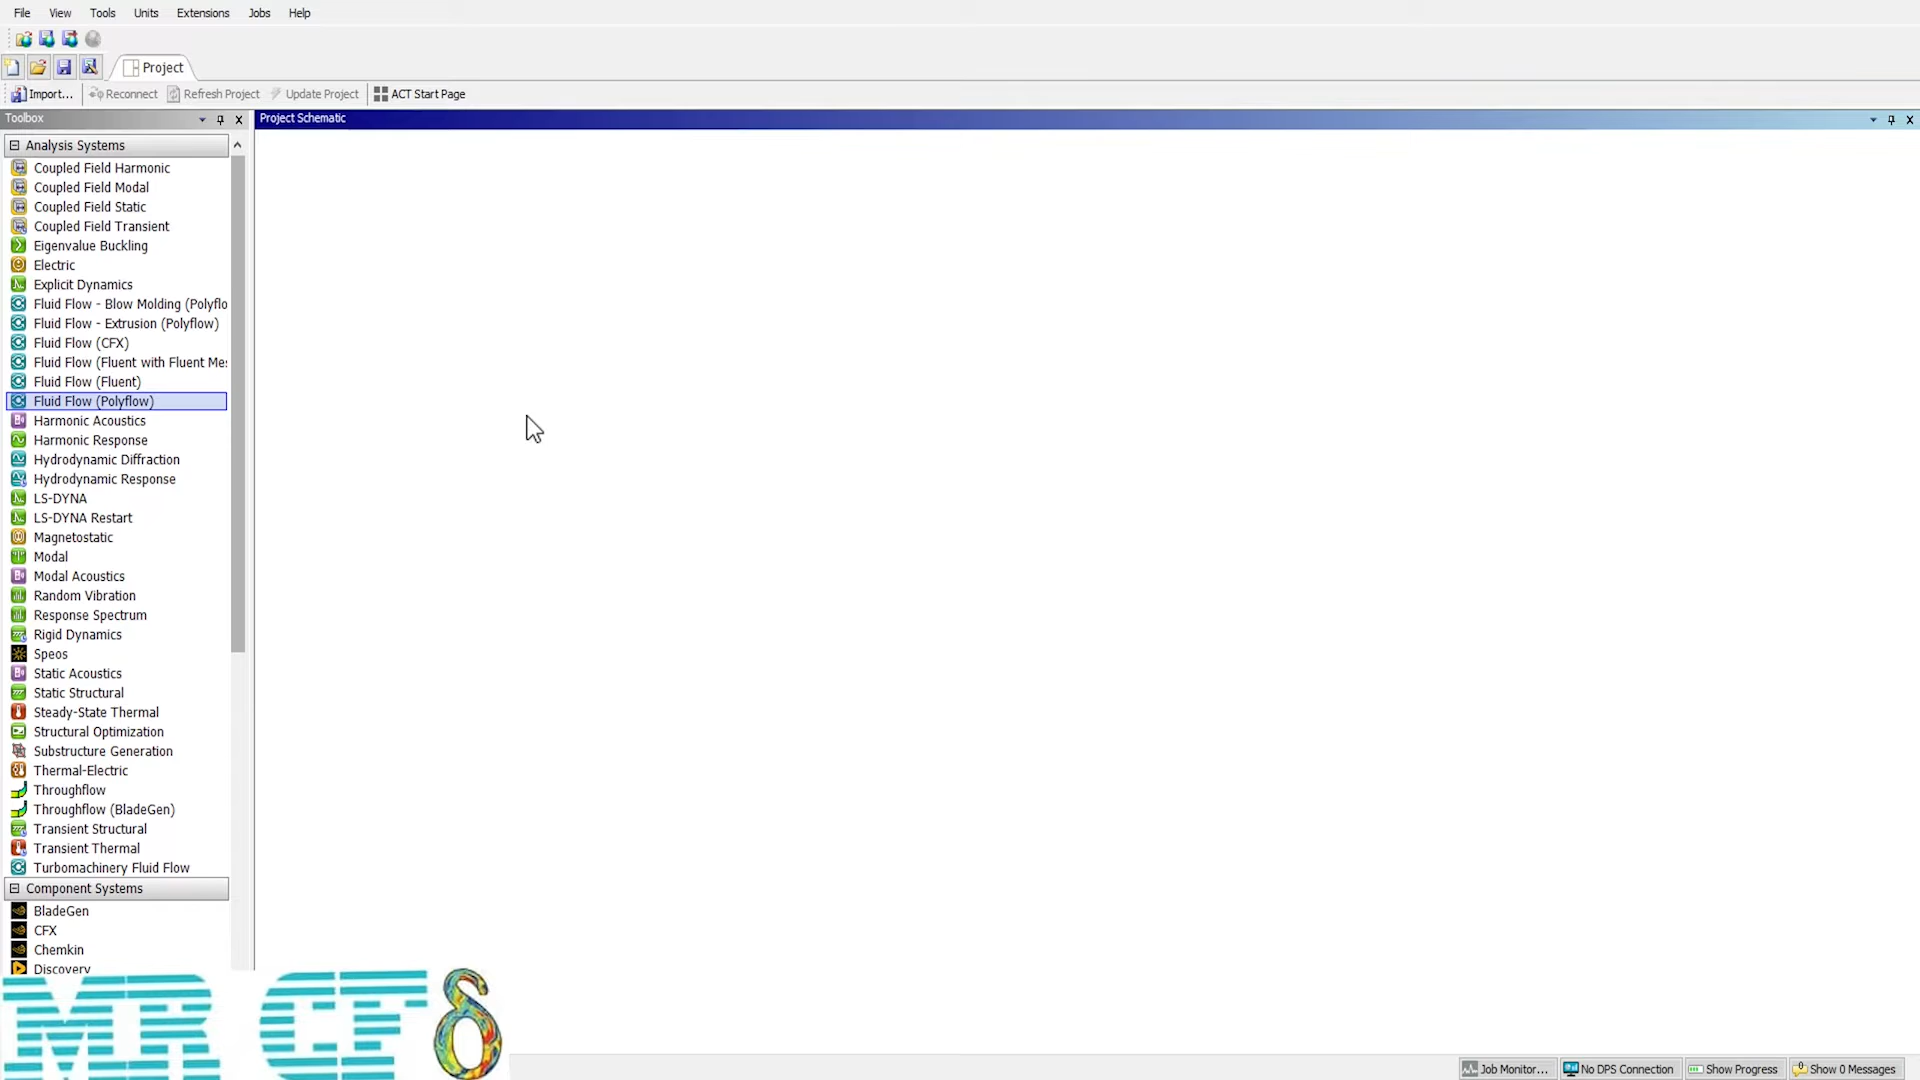 File View Tools Units Extensions Jobs Help
Project
Import... Reconnect Refresh Project Update Project ACT Start Page
Toolbox
Project Schematic
Analysis Systems
Coupled Field Harmonic
Coupled Field Modal
Coupled Field Static
Coupled Field Transient
Eigenvalue Buckling
Electric
Explicit Dynamics
Fluid Flow - Blow Molding (Polyflo
Fluid Flow - Extrusion (Polyflow)
Fluid Flow (CFX)
Fluid Flow (Fluent with Fluent Me
Fluid Flow (Fluent)
Fluid Flow (Polyflow)
Harmonic Acoustics
Harmonic Response
Hydrodynamic Diffraction
Hydrodynamic Response
LS-DYNA
LS-DYNA Restart
Magnetostatic
Modal
Modal Acoustics
Random Vibration
Response Spectrum
Rigid Dynamics
Speos
Static Acoustics
Static Structural
Steady-State Thermal
Structural Optimization
Substructure Generation
Thermal-Electric
Throughflow
Throughflow (BladeGen)
Transient Structural
Transient Thermal
Turbomachinery Fluid Flow
Component Systems
BladeGen
CFX
Chemkin
Discovery
MR CF
Job Monitor... No DPS Connection Show Progress Show 0 Messages